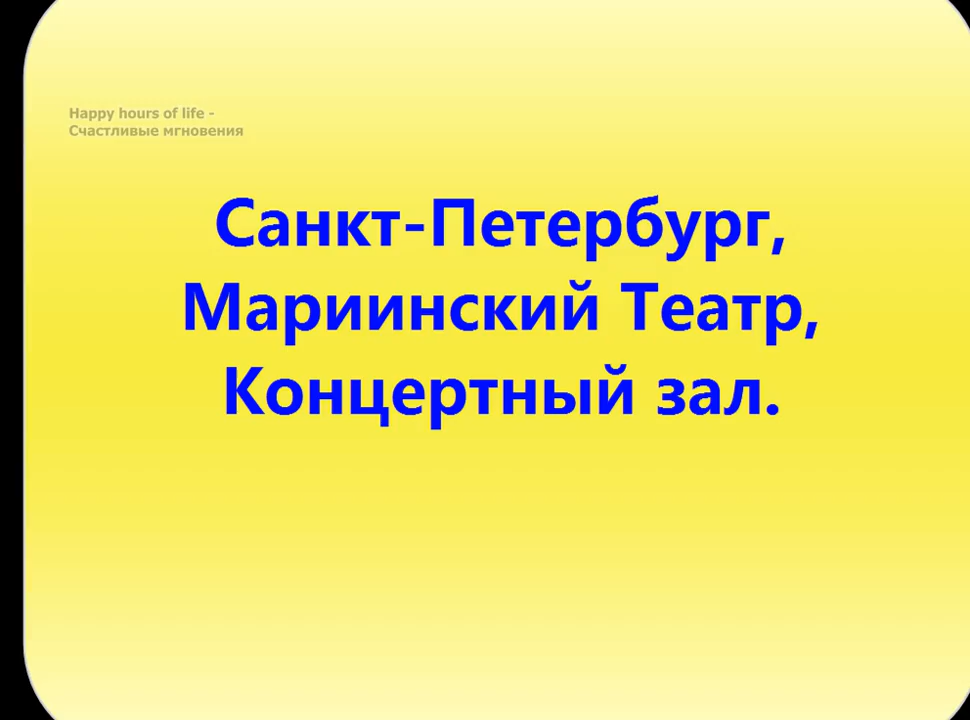 Happy hours of life -
Счастливые мгновения
Санкт-Петербург,
Мариинский Театр,
Концертный зал.